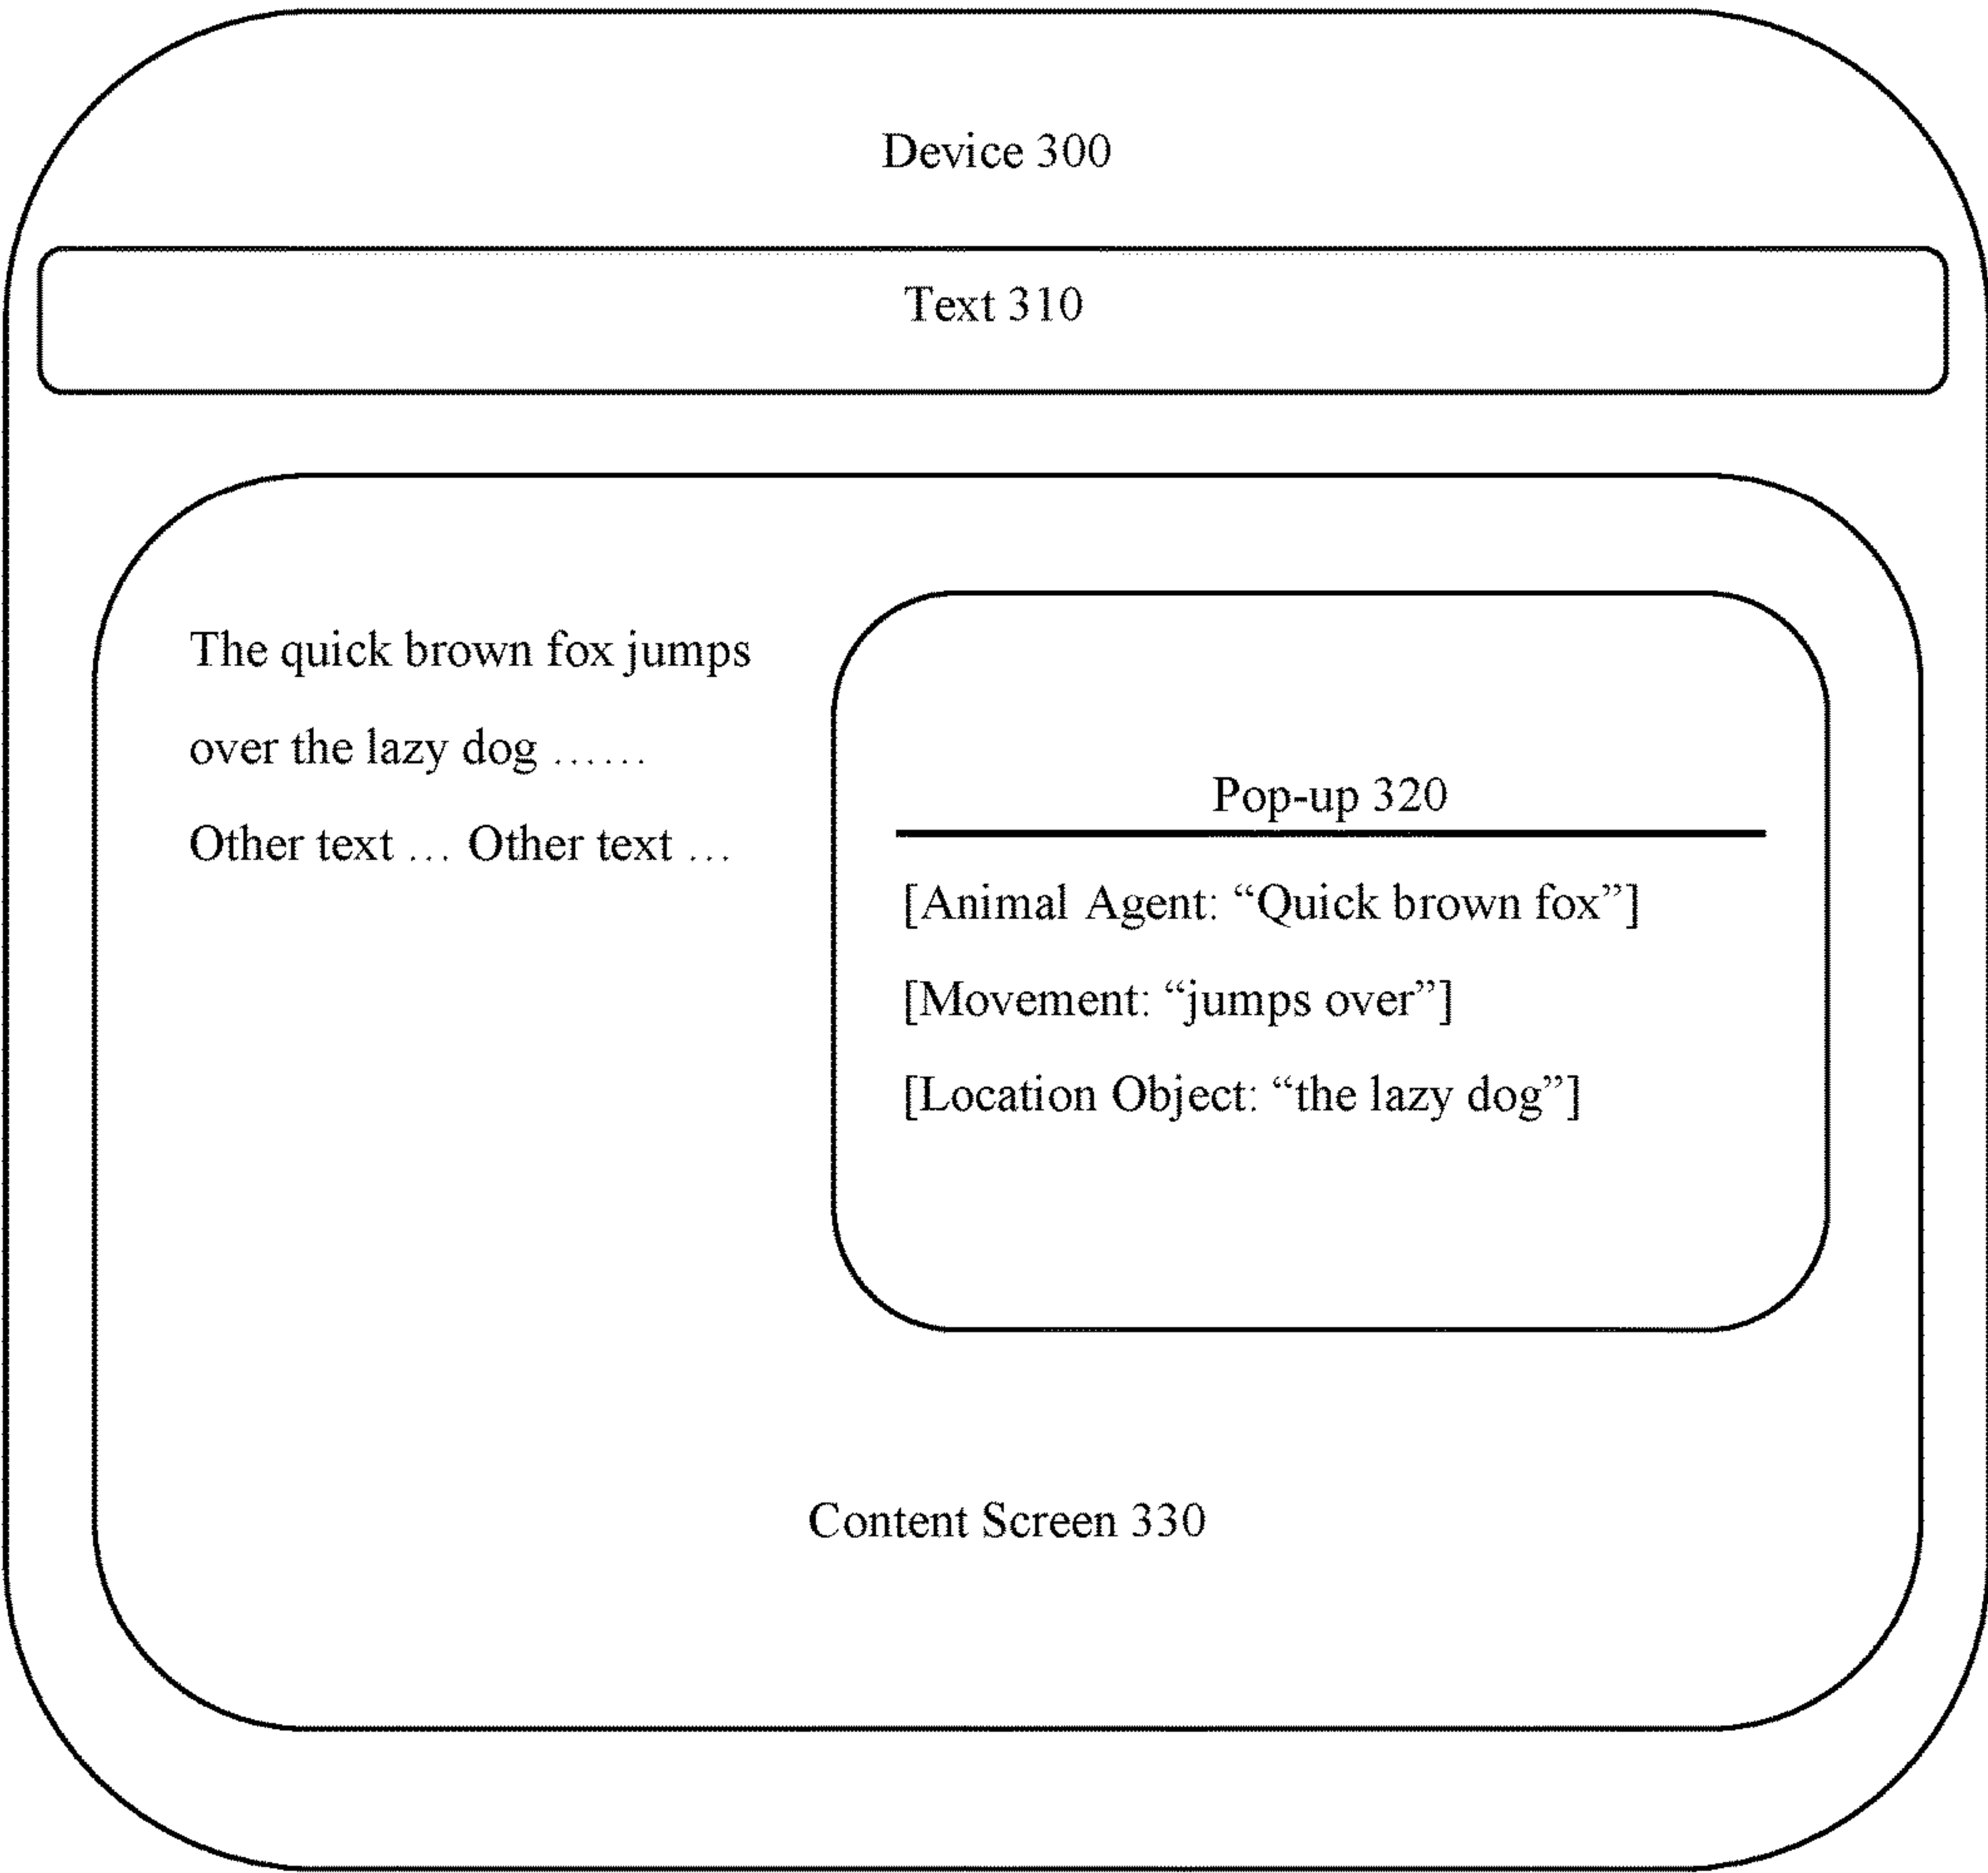 Device 300
Text 310
The quick brown fox jumps
over the lazy dog ......
Other text ... Other text ...
Pop-up 320
[Animal Agent: “Quick brown fox”]
[Movement: “jumps over”]
[Location Object: “the lazy dog”]
Content Screen 330